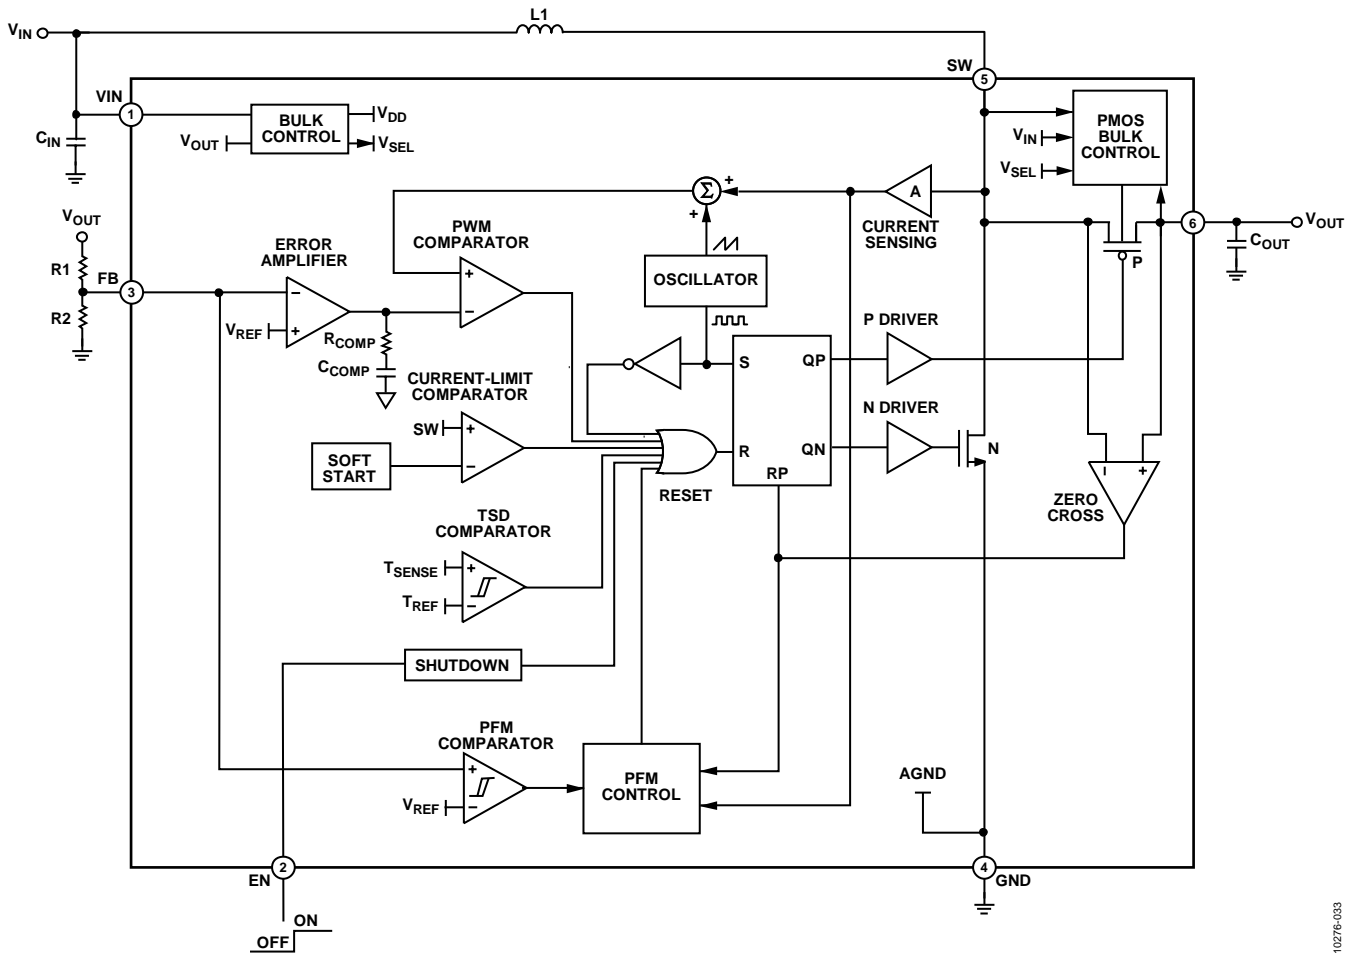 L1
VIN
SW
5
VIN
1
BULK
CONTROL
VDD
VOUT
VSEL
CIN
PMOS
BULK
CONTROL
VIN
VSEL
Σ
+
+
A
CURRENT
SENSING
6
VOUT
COUT
P
VOUT
R1
FB
3
R2
ERROR
AMPLIFIER
−
VREF
+
PWM
COMPARATOR
+
−
RCOMP
CCOMP
OSCILLATOR
P DRIVER
S
QP
N DRIVER
R
QN
RP
N
CURRENT-LIMIT
COMPARATOR
SW
+
−
SOFT
START
RESET
−
+
ZERO
CROSS
TSD
COMPARATOR
TSENSE
+
TREF
−
SHUTDOWN
PFM
COMPARATOR
+
VREF
−
PFM
CONTROL
AGND
2
EN
4
GND
ON
OFF
10276-033